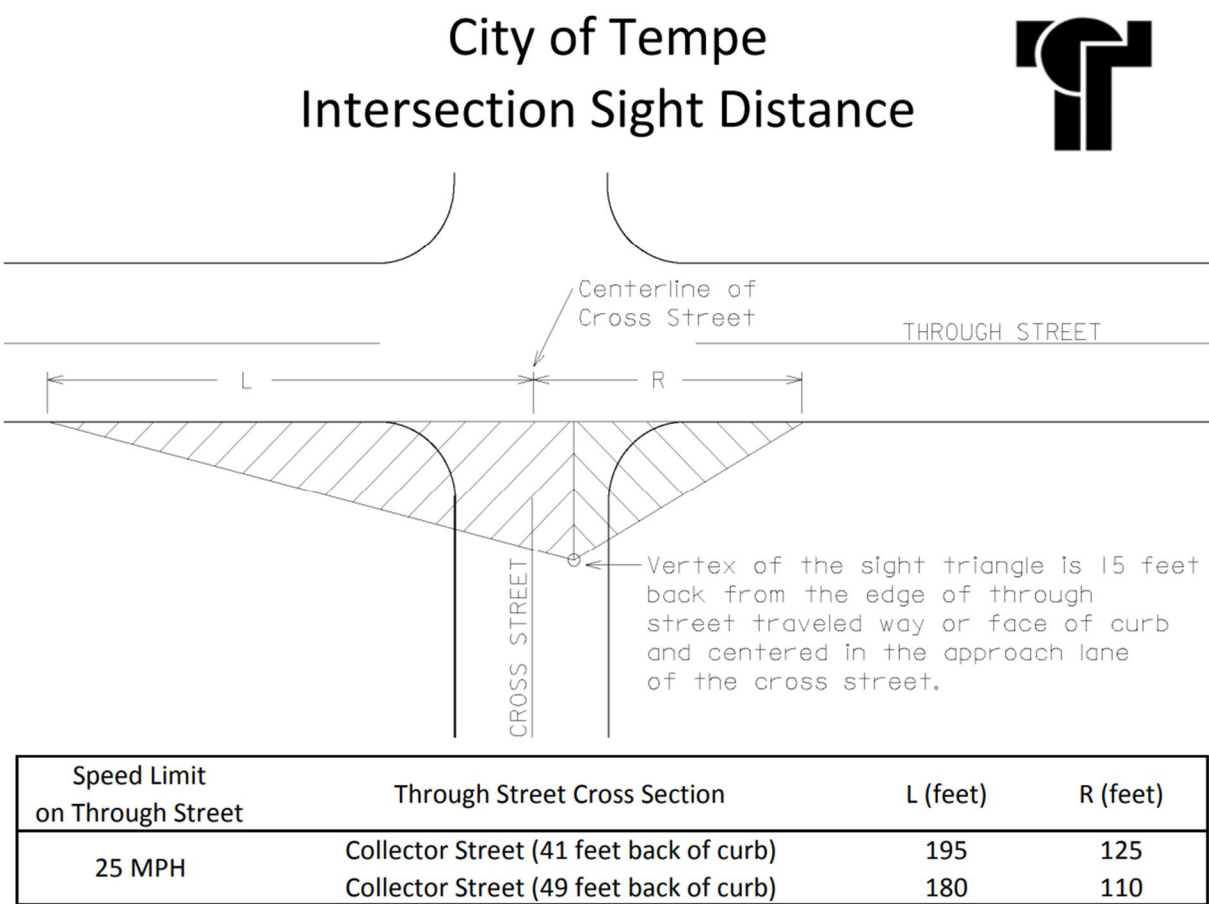 City of Tempe
Intersection Sight Distance
Centerline of
Cross Street
THROUGH STREET
L
R
Vertex of the sight triangle is 15 feet
back from the edge of through
street traveled way or face of curb
and centered in the approach lane
of the cross street.
CROSS STREET
Speed Limit
on Through Street
Through Street Cross Section
L (feet)
R (feet)
25 MPH
Collector Street (41 feet back of curb)
195
125
Collector Street (49 feet back of curb)
180
110